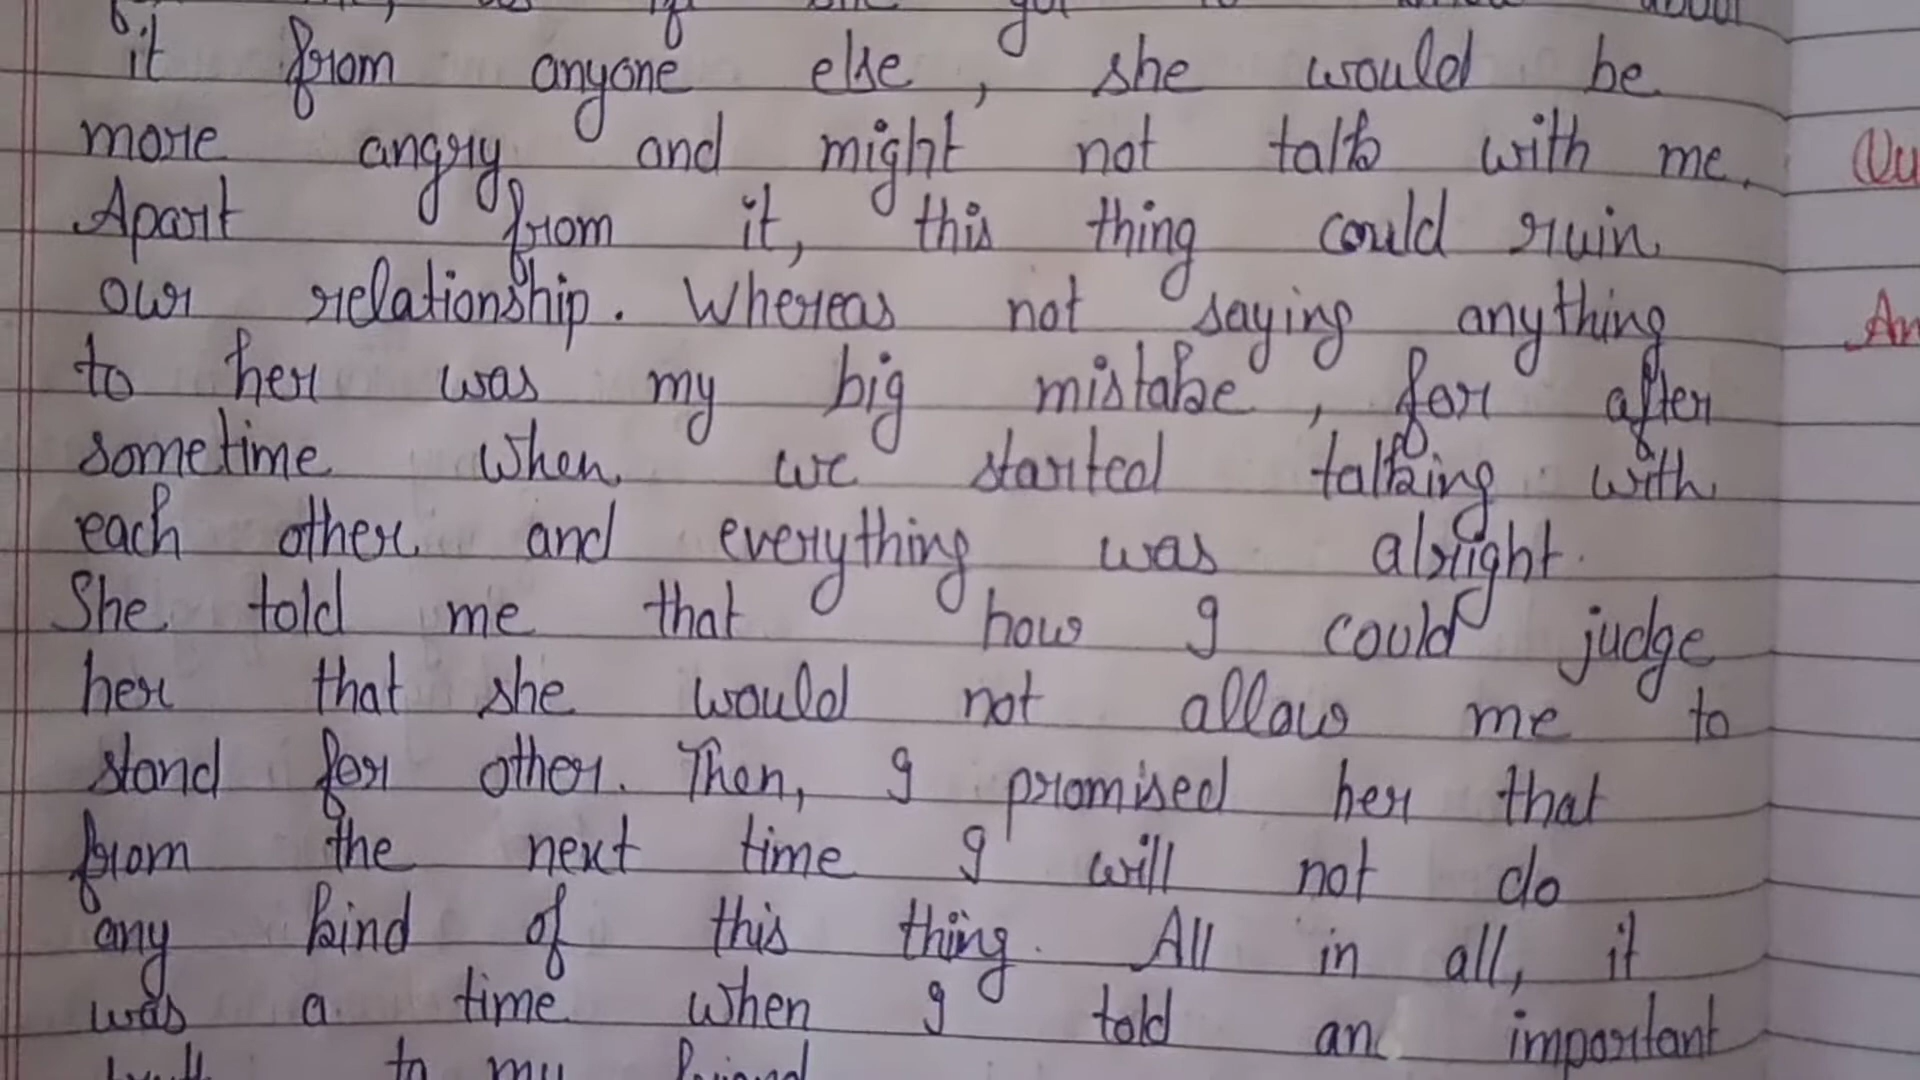 it from anyone else, she would be
more angry and might not talk with me.
Apart from it, this thing could ruin
our relationship. Whereas not saying anything
to her was my big mistake, for after
sometime when we started talking with
each other and everything was alright.
She told me that how I could judge
her that she would not allow me to
stand for other. Then, I promised her that
from the next time I will not do
any kind of this thing. All in all, it
was a time when I told an important
to my friend